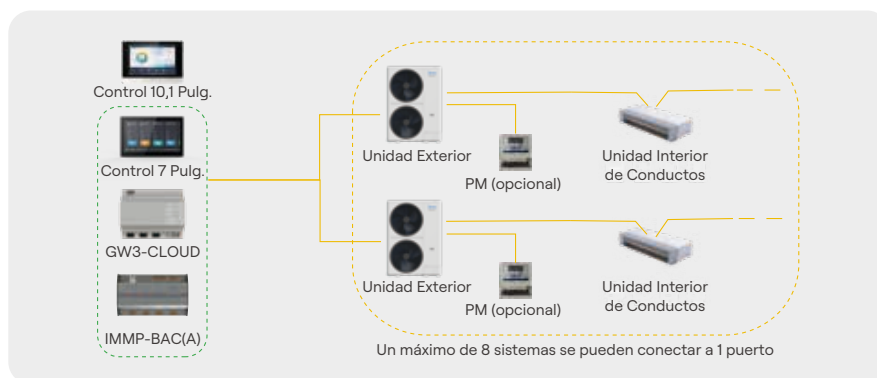 Control 10,1 Pulg.
Control 7 Pulg.
GW3-CLOUD
IMMP-BAC(A)
Unidad Exterior
PM (opcional)
Unidad Interior
de Conductos
Unidad Exterior
PM (opcional)
Unidad Interior
de Conductos
Un máximo de 8 sistemas se pueden conectar a 1 puerto